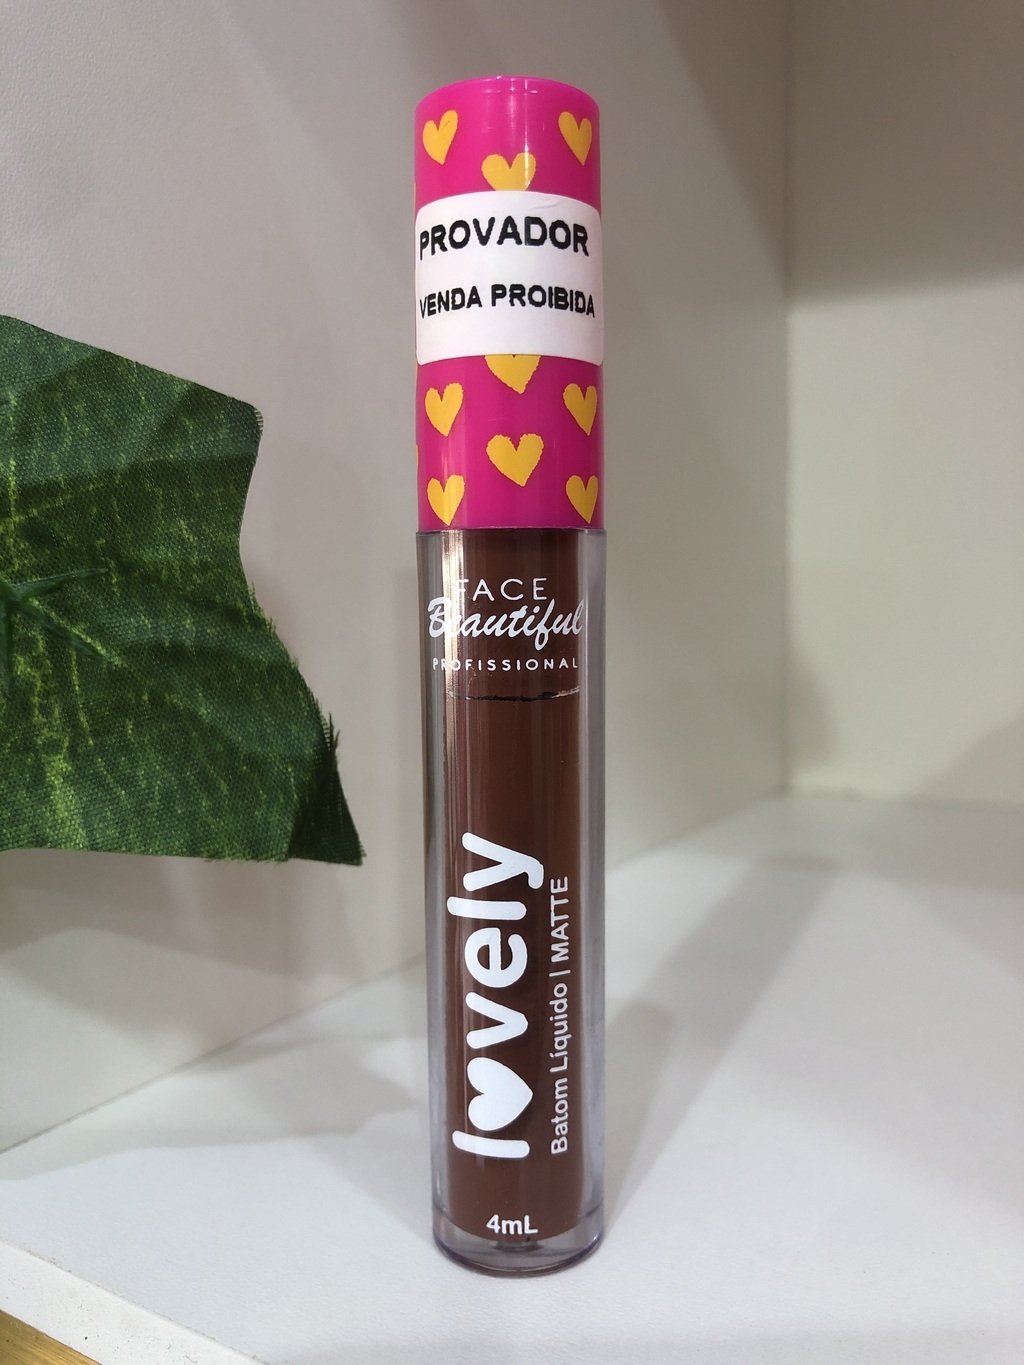 PROVADOR
VENDA PROIBIDA
FACE
Beautiful
PROFISSIONAL
lovely
Batom Líquido | MATTE
4mL